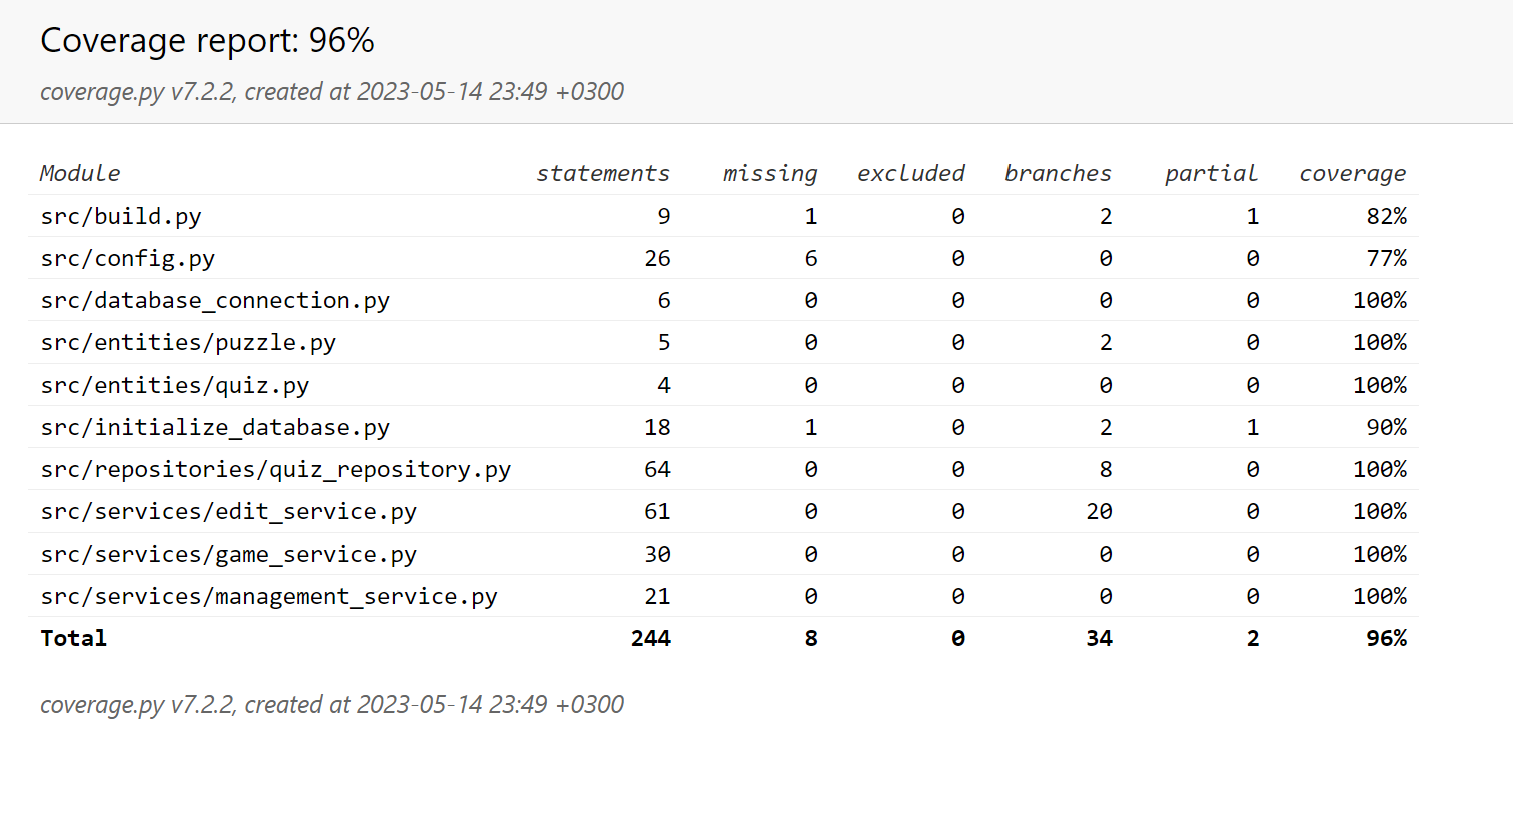 Coverage report: 96%
coverage.py v7.2.2, created at 2023-05-14 23:49 +0300
Module statements missing excluded branches partial coverage
src/build.py 9 1 0 2 1 82%
src/config.py 26 6 0 0 0 77%
src/database_connection.py 6 0 0 0 0 100%
src/entities/puzzle.py 5 0 0 2 0 100%
src/entities/quiz.py 4 0 0 0 0 100%
src/initialize_database.py 18 1 0 2 1 90%
src/repositories/quiz_repository.py 64 0 0 8 0 100%
src/services/edit_service.py 61 0 0 20 0 100%
src/services/game_service.py 30 0 0 0 0 100%
src/services/management_service.py 21 0 0 0 0 100%
Total 244 8 0 34 2 96%
coverage.py v7.2.2, created at 2023-05-14 23:49 +0300